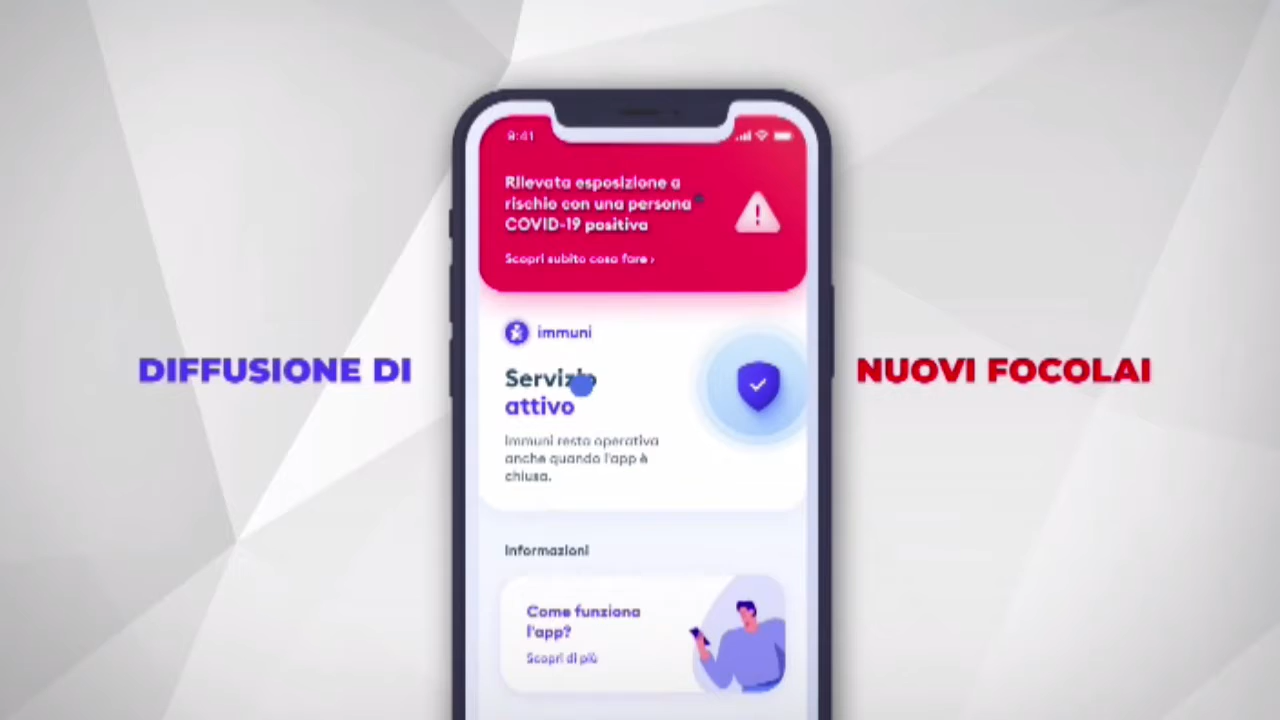 9:41
Rilevata esposizione a
rischio con una persona
COVID-19 positiva
Scopri subito cosa fare ›
immuni
Servizio
attivo
Immuni resta operativa
anche quando l'app è
chiusa.
DIFFUSIONE DI
NUOVI FOCOLAI
Informazioni
Come funziona
l'app?
Scopri di più